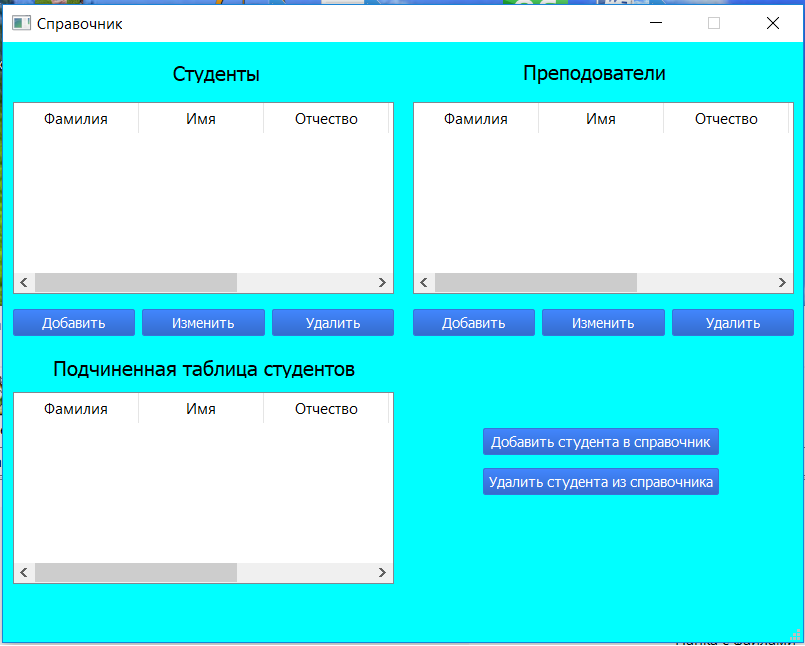 Справочник
Студенты
Преподователи
Фамилия Имя Отчество
Фамилия Имя Отчество
Добавить Изменить Удалить
Добавить Изменить Удалить
Подчиненная таблица студентов
Фамилия Имя Отчество
Добавить студента в справочник
Удалить студента из справочника